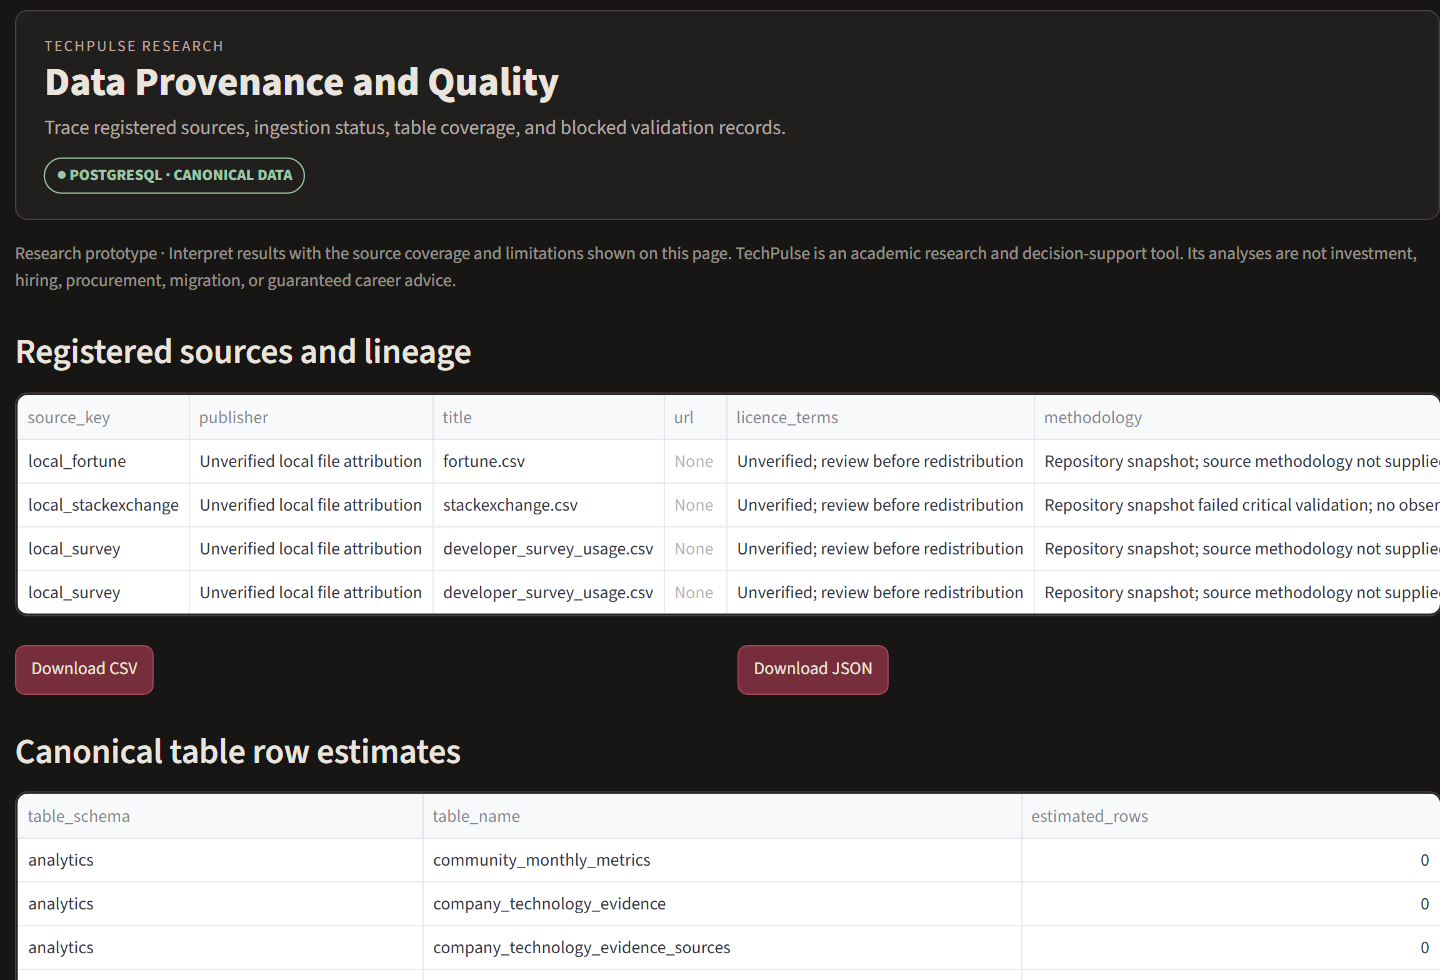 TECHPULSE RESEARCH
Data Provenance and Quality
Trace registered sources, ingestion status, table coverage, and blocked validation records.
POSTGRESQL · CANONICAL DATA
Research prototype · Interpret results with the source coverage and limitations shown on this page. TechPulse is an academic research and decision-support tool. Its analyses are not investment,
hiring, procurement, migration, or guaranteed career advice.
Registered sources and lineage
source_key publisher title url licence_terms methodology
local_fortune Unverified local file attribution fortune.csv None Unverified; review before redistribution Repository snapshot; source methodology not
local_stackexchange Unverified local file attribution stackexchange.csv None Unverified; review before redistribution Repository snapshot failed critical validation; no
local_survey Unverified local file attribution developer_survey_usage.csv None Unverified; review before redistribution Repository snapshot; source methodology not
local_survey Unverified local file attribution developer_survey_usage.csv None Unverified; review before redistribution Repository snapshot; source methodology not
Download CSV Download JSON
Canonical table row estimates
table_schema table_name estimated_rows
analytics community_monthly_metrics 0
analytics company_technology_evidence 0
analytics company_technology_evidence_sources 0